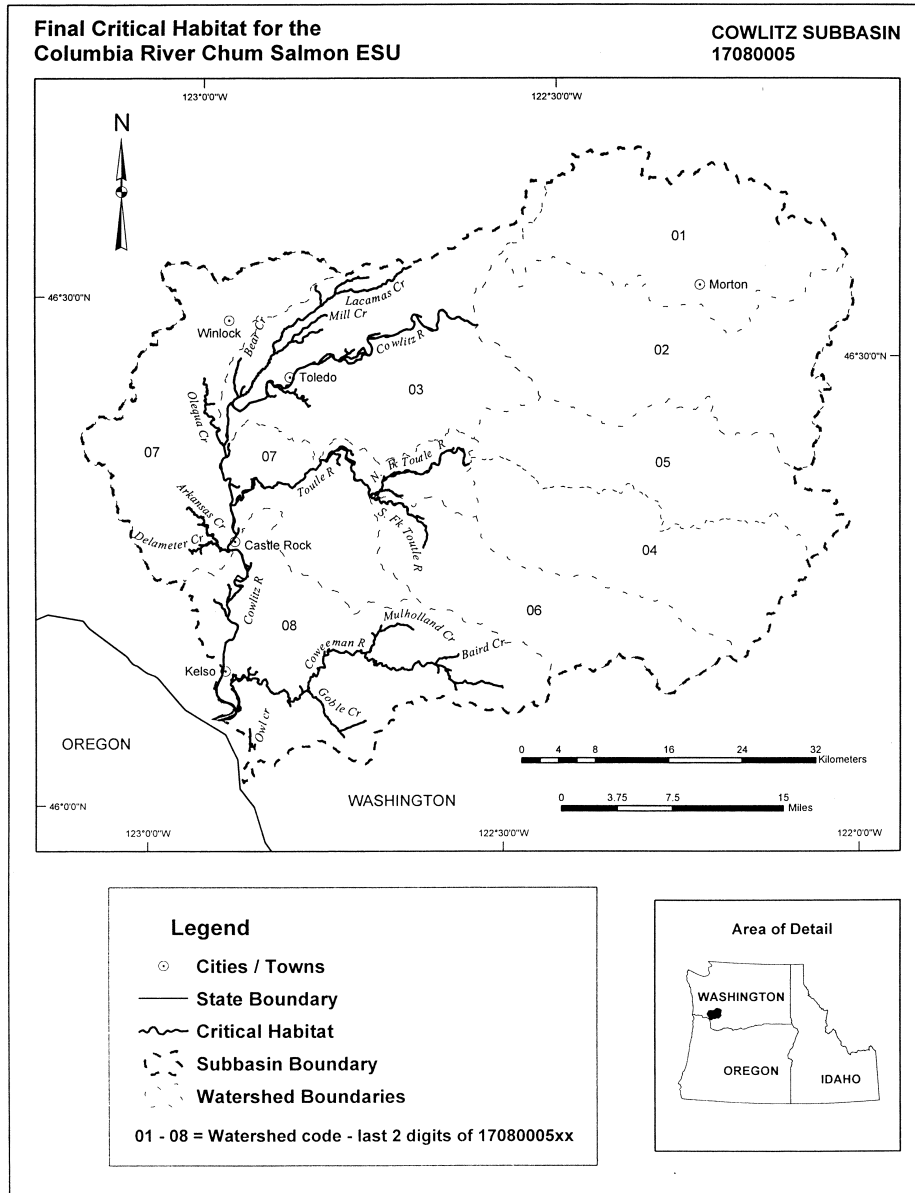 Final Critical Habitat for the
Columbia River Chum Salmon ESU
COWLITZ SUBBASIN
17080005
123°0'0"W
122°30'0"W
N
01
Morton
46°30'0"N
Lacamas Cr
Mill Cr
Winlock
Bear Cr
Cowlitz R
02
46°30'0"N
Toledo
03
Olequa Cr
07
07
05
N Fk Toutle R
Toutle R
Arkansas Cr
S Fk Toutle R
Delameter Cr
Castle Rock
04
Cowlitz R
06
08
Mulholland Cr
Coweeman R
Baird Cr
Kelso
Goble Cr
Owl cr
OREGON
0 4 8 16 24 32
Kilometers
WASHINGTON
0 3.75 7.5 15
Miles
46°0'0"N
123°0'0"W
122°30'0"W
122°0'0"W
Legend
Cities / Towns
State Boundary
Critical Habitat
Subbasin Boundary
Watershed Boundaries
01 - 08 = Watershed code - last 2 digits of 17080005xx
Area of Detail
WASHINGTON
OREGON
IDAHO